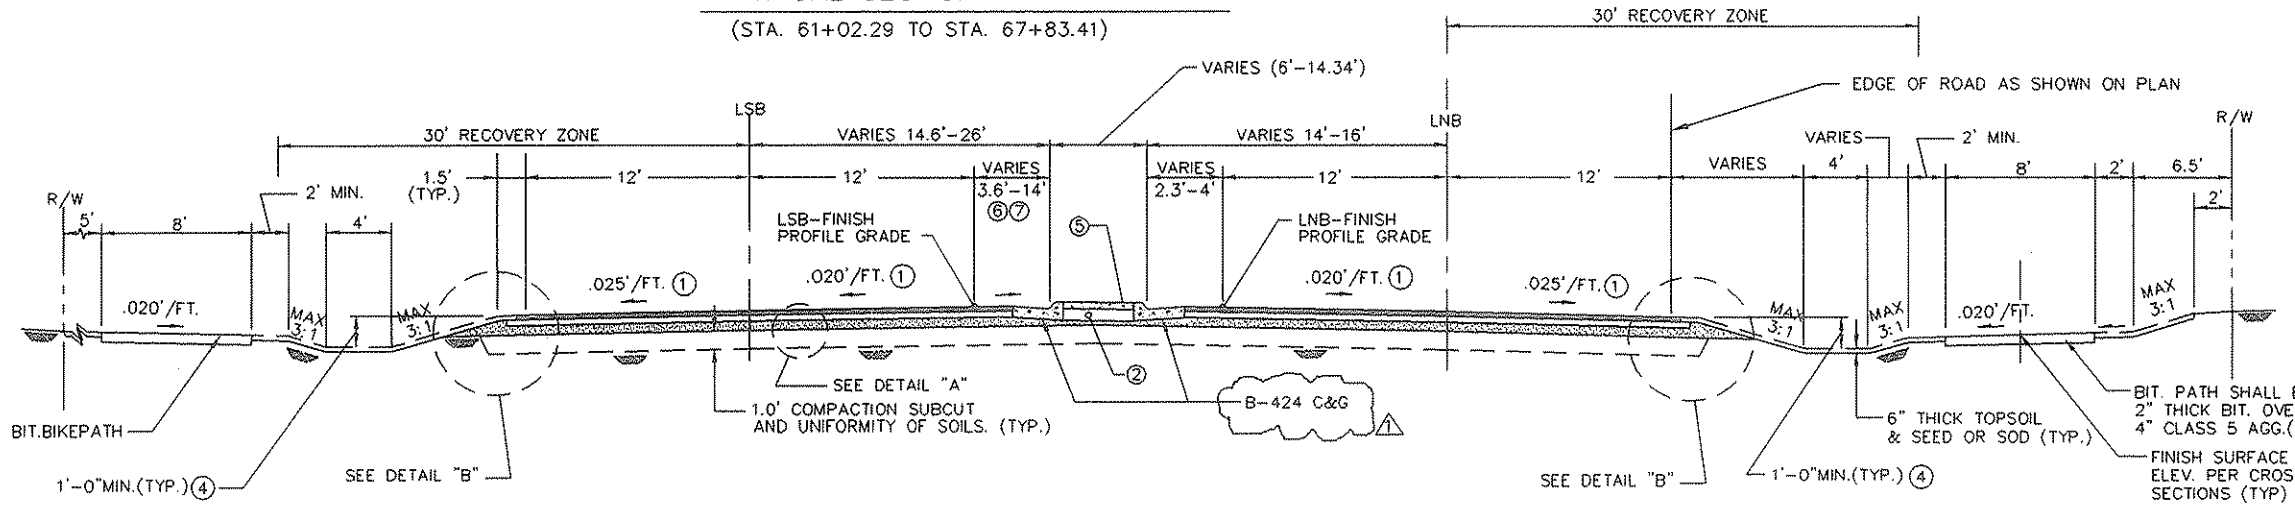 (STA. 61+02.29 TO STA. 67+83.41)
30' RECOVERY ZONE
VARIES (6'-14.34')
EDGE OF ROAD AS SHOWN ON PLAN
LSB
LNB
R/W
30' RECOVERY ZONE
VARIES 14.6'-26'
VARIES 14'-16'
VARIES
2' MIN.
R/W
5'
8'
2' MIN.
4'
1.5'
(TYP.)
12'
12'
VARIES
3.6'-14'
⑥⑦
VARIES
2.3'-4'
12'
12'
VARIES
4'
8'
2'
6.5'
2'
LSB-FINISH
PROFILE GRADE
⑤
LNB-FINISH
PROFILE GRADE
.020'/FT.
MAX
3:1
MAX
3:1
.025'/FT. ①
.020'/FT. ①
.020'/FT. ①
.025'/FT. ①
MAX
3:1
MAX
3:1
.020'/FT.
MAX
3:1
②
BIT.BIKEPATH
1'-0"MIN.(TYP.) ④
SEE DETAIL "B"
SEE DETAIL "A"
1.0' COMPACTION SUBCUT
AND UNIFORMITY OF SOILS. (TYP.)
B-424 C&G
1
SEE DETAIL "B"
1'-0"MIN.(TYP.) ④
6" THICK TOPSOIL
& SEED OR SOD (TYP.)
BIT. PATH SHALL
2" THICK BIT.
4" CLASS 5 AGG.(
FINISH SURFACE
ELEV. PER
SECTIONS (TYP)